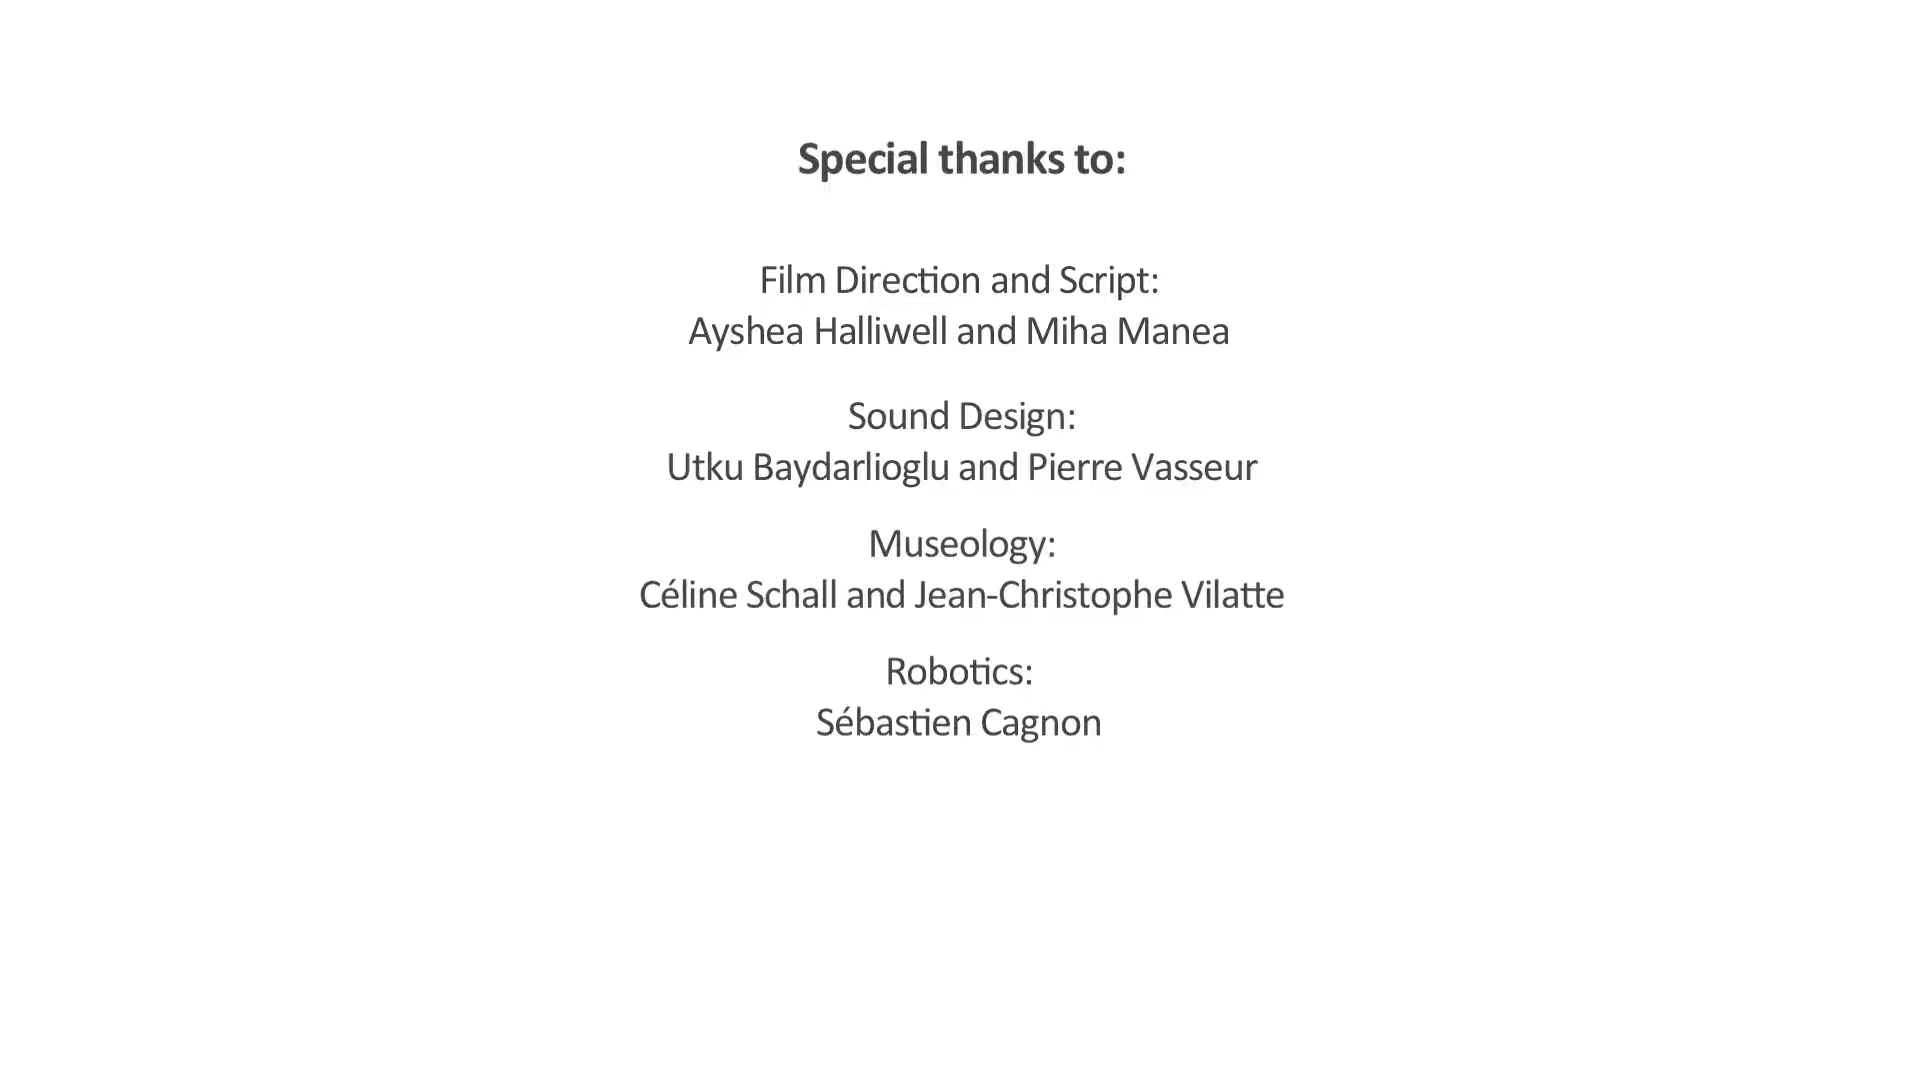 Special thanks to:
Film Direction and Script:
Ayshea Halliwell and Miha Manea
Sound Design:
Utku Baydarlioglu and Pierre Vasseur
Museology:
Céline Schall and Jean-Christophe Vilatte
Robotics:
Sébastien Cagnon